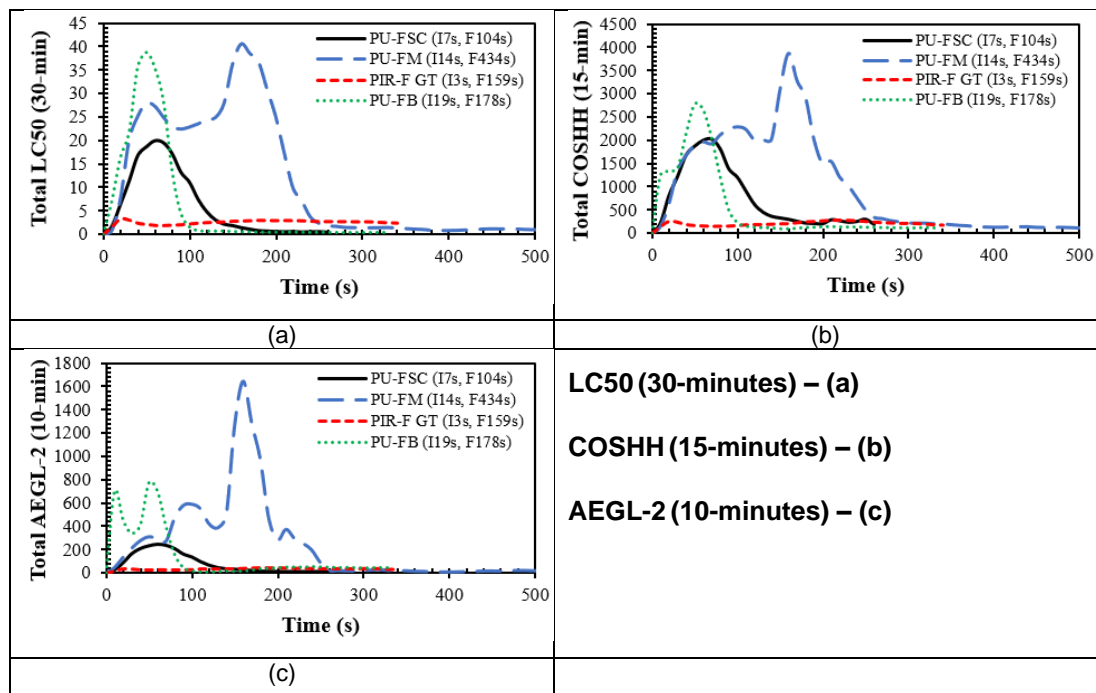 Total LC50 (30-min)
45
40
35
30
25
20
15
10
5
0
PU-FSC (I7s, F104s)
PU-FM (I14s, F434s)
PIR-F GT (I3s, F159s)
PU-FB (I19s, F178s)
0 100 200 300 400 500
Time (s)
(a)
Total COSHH (15-min)
4500
4000
3500
3000
2500
2000
1500
1000
500
0
PU-FSC (I7s, F104s)
PU-FM (I14s, F434s)
PIR-F GT (I3s, F159s)
PU-FB (I19s, F178s)
0 100 200 300 400 500
Time (s)
(b)
Total AEGL-2 (10-min)
1800
1600
1400
1200
1000
800
600
400
200
0
PU-FSC (I7s, F104s)
PU-FM (I14s, F434s)
PIR-F GT (I3s, F159s)
PU-FB (I19s, F178s)
0 100 200 300 400 500
Time (s)
(c)
LC50 (30-minutes) – (a)
COSHH (15-minutes) – (b)
AEGL-2 (10-minutes) – (c)